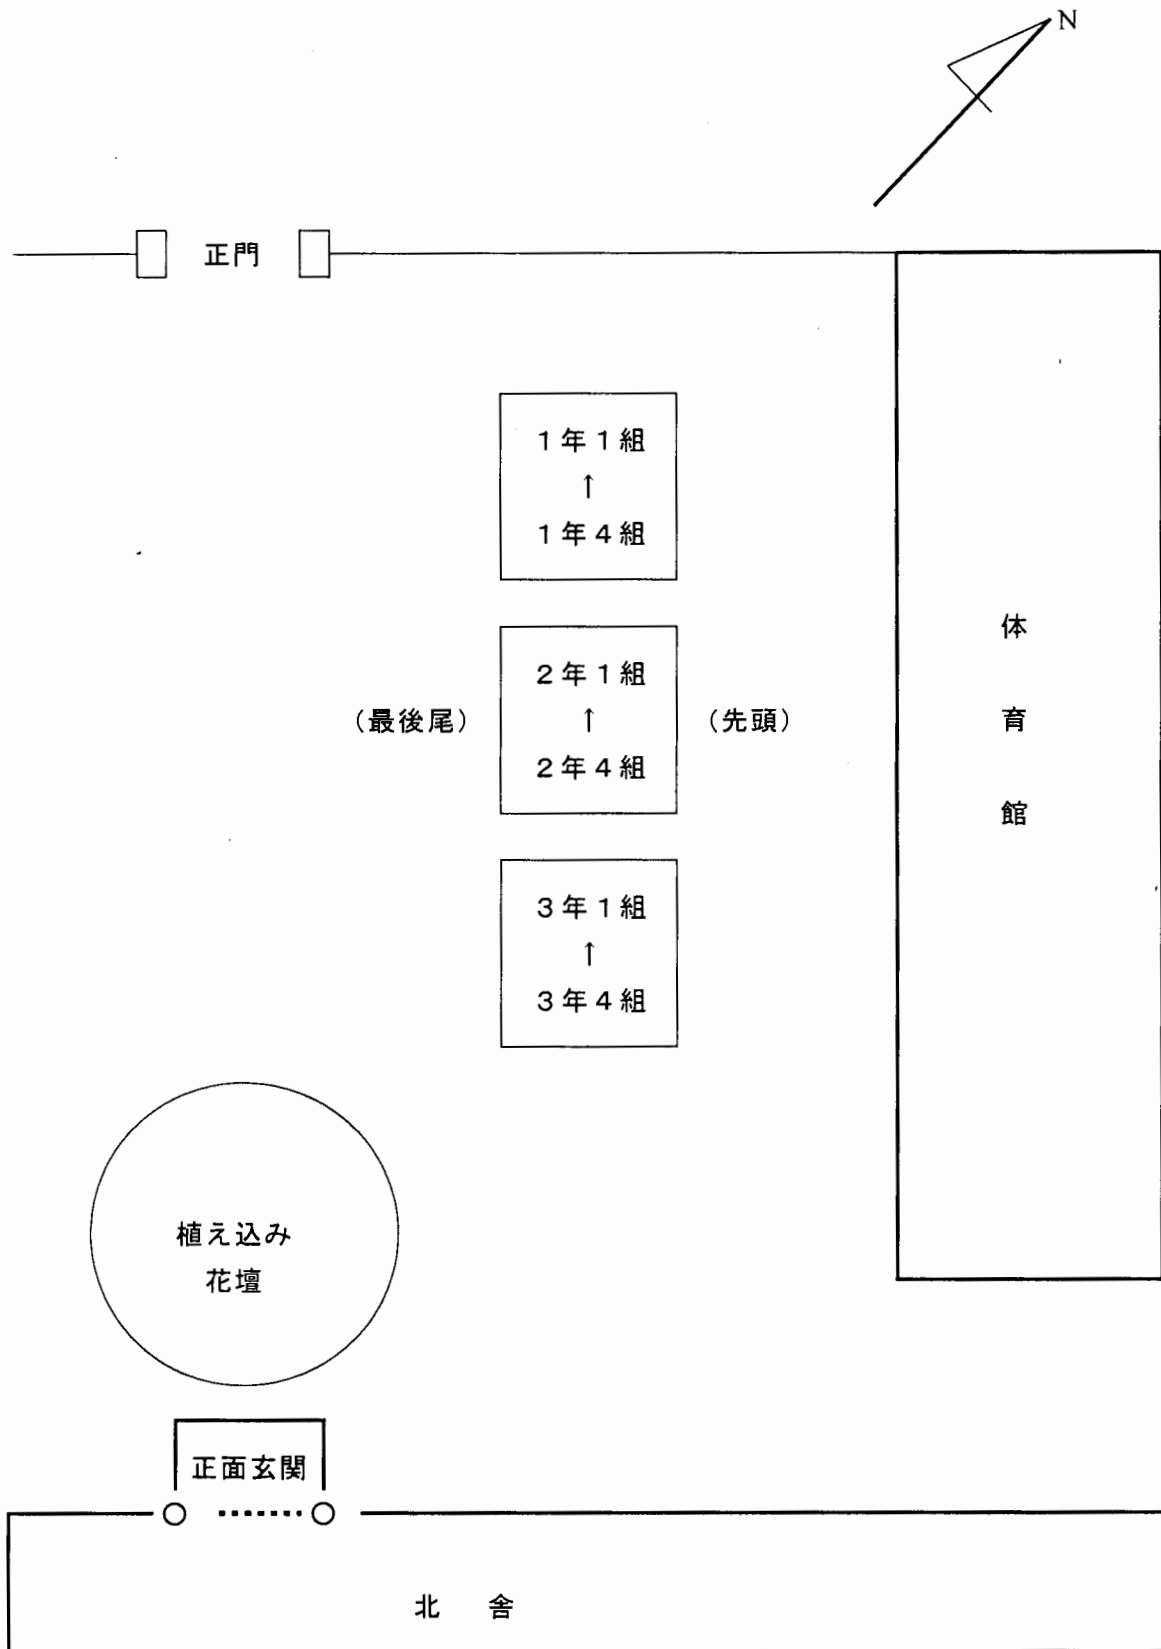 N
正門
1年1組
↑
1年4組
2年1組
(最後尾) ↑ (先頭)
2年4組
3年1組
↑
3年4組
体
育
館
植え込み
花壇
正面玄関
北 舎